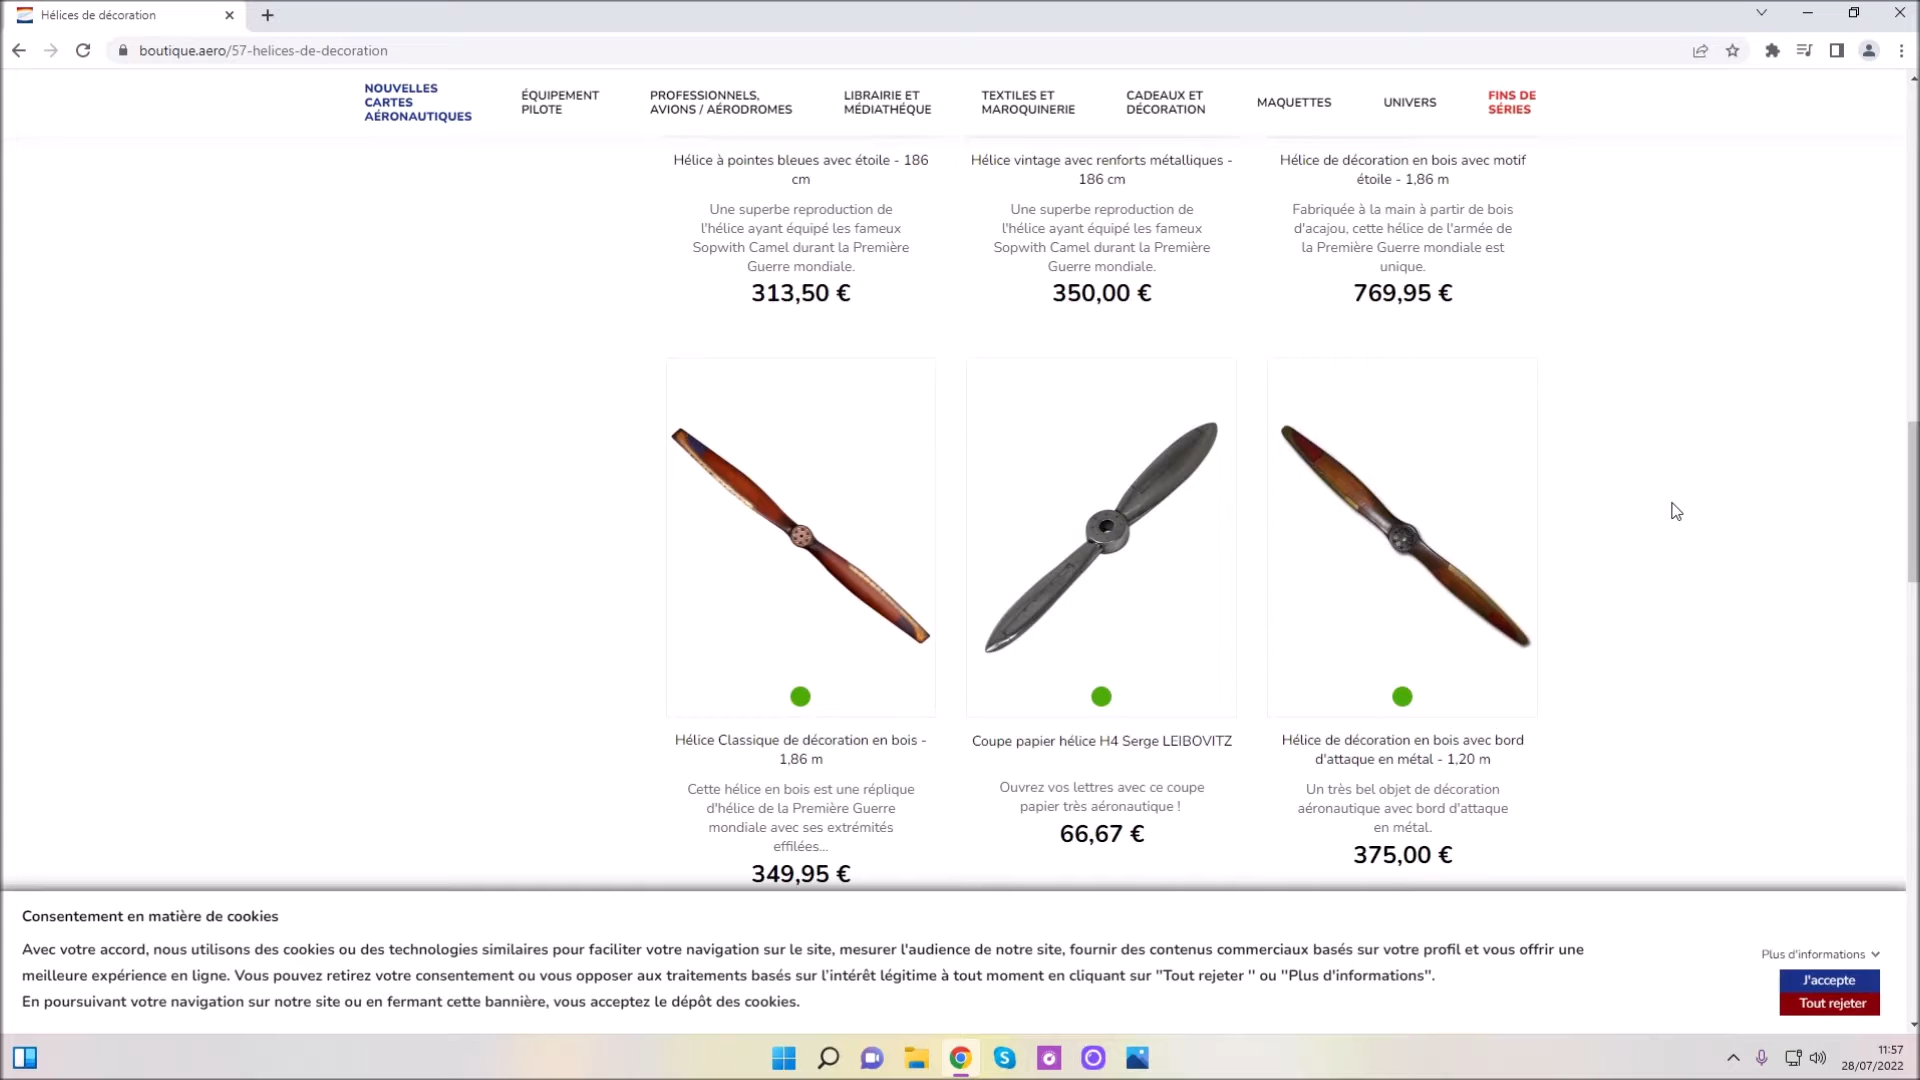 Hélices de décoration
boutique.aero/57-helices-de-decoration
NOUVELLES
CARTES
AÉRONAUTIQUES
ÉQUIPEMENT
PILOTE
PROFESSIONNELS,
AVIONS / AÉRODROMES
LIBRAIRIE ET
MÉDIATHÉQUE
TEXTILES ET
MAROQUINERIE
CADEAUX ET
DÉCORATION
MAQUETTES
UNIVERS
FINS DE
SÉRIES
Hélice à pointes bleues avec étoile - 186
cm
Une superbe reproduction de
l'hélice ayant équipé les fameux
Sopwith Camel durant la Première
Guerre mondiale.
313,50 €
Hélice vintage avec renforts métalliques -
186 cm
Une superbe reproduction de
l'hélice ayant équipé les fameux
Sopwith Camel durant la Première
Guerre mondiale.
350,00 €
Hélice de décoration en bois avec motif
étoile - 1,86 m
Fabriquée à la main à partir de bois
d'acajou, cette hélice de l'armée de
la Première Guerre mondiale est
unique.
769,95 €
Hélice Classique de décoration en bois -
1,86 m
Cette hélice en bois est une réplique
d'hélice de la Première Guerre
mondiale avec ses extrémités
effilées...
349,95 €
Coupe papier hélice H4 Serge LEIBOVITZ
Ouvrez vos lettres avec ce coupe
papier très aéronautique !
66,67 €
Hélice de décoration en bois avec bord
d'attaque en métal - 1,20 m
Un très bel objet de décoration
aéronautique avec bord d'attaque
en métal.
375,00 €
Consentement en matière de cookies
Avec votre accord, nous utilisons des cookies ou des technologies similaires pour faciliter votre navigation sur le site, mesurer l'audience de notre site, fournir des contenus commerciaux basés sur votre profil et vous offrir une
meilleure expérience en ligne. Vous pouvez retirez votre consentement ou vous opposer aux traitements basés sur l'intérêt légitime à tout moment en cliquant sur "Tout rejeter " ou "Plus d'informations".
En poursuivant votre navigation sur notre site ou en fermant cette bannière, vous acceptez le dépôt des cookies.
Plus d'informations
J'accepte
Tout rejeter
11:57
28/07/2022